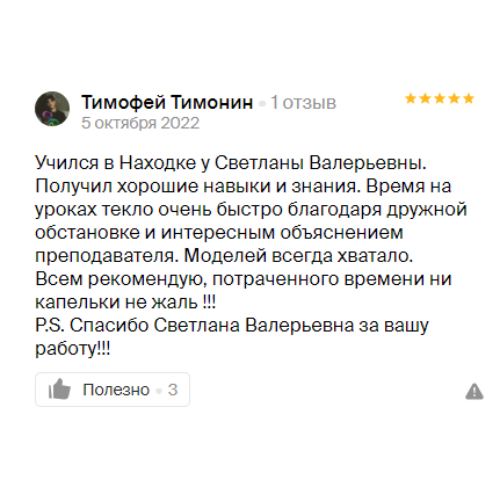 Тимофей Тимонин • 1 отзыв
5 октября 2022
Учился в Находке у Светланы Валерьевны.
Получил хорошие навыки и знания. Время на
уроках текло очень быстро благодаря дружной
обстановке и интересным объяснением
преподавателя. Моделей всегда хватало.
Всем рекомендую, потраченного времени ни
капельки не жаль !!!
P.S. Спасибо Светлана Валерьевна за вашу
работу!!!
Полезно • 3